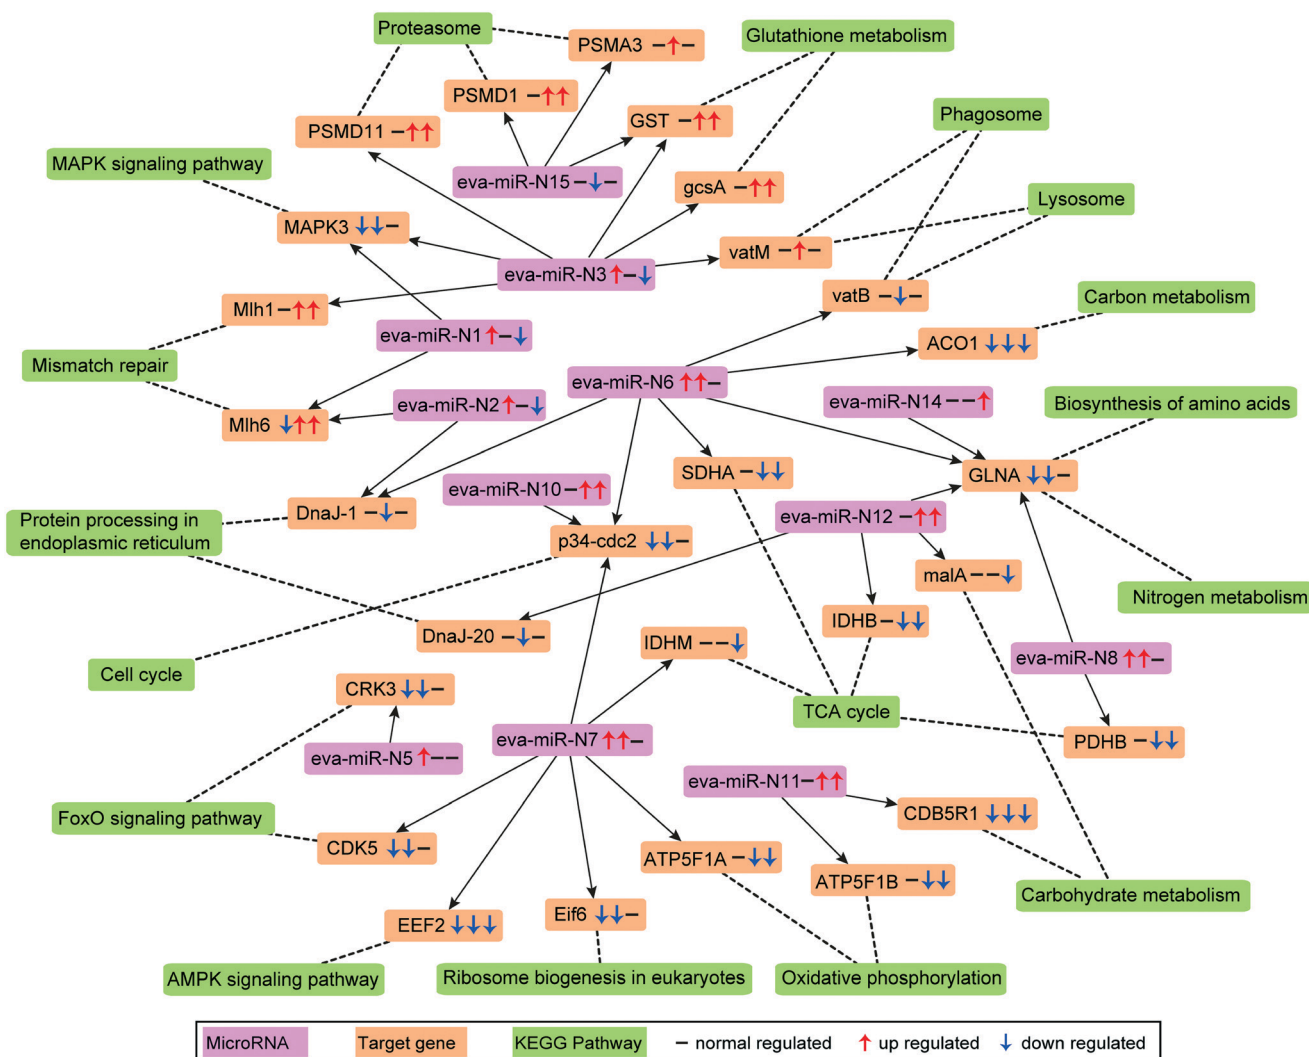 Proteasome
PSMA3 –↑–
Glutathione metabolism
PSMD1 –↑↑
Phagosome
PSMD11 –↑↑
GST –↑↑
MAPK signaling pathway
eva-miR-N15 –↓–
gcsA –↑↑
Lysosome
MAPK3 ↓↓–
vatM –↑–
eva-miR-N3 ↑–↓
vatB –↓–
Carbon metabolism
Mlh1 –↑↑
eva-miR-N1 ↑–↓
ACO1 ↓↓↓
Mismatch repair
eva-miR-N6 ↑↑–
eva-miR-N2 ↑–↓
eva-miR-N14 ––↑
Biosynthesis of amino acids
Mlh6 ↓↑↑
SDHA –↓↓
GLNA ↓↓–
eva-miR-N10 –↑↑
DnaJ-1 –↓–
eva-miR-N12 –↑↑
Protein processing in
endoplasmic reticulum
p34-cdc2 ↓↓–
malA ––↓
Nitrogen metabolism
IDHB –↓↓
DnaJ-20 –↓–
IDHM ––↓
eva-miR-N8 ↑↑–
Cell cycle
CRK3 ↓↓–
TCA cycle
eva-miR-N7 ↑↑–
PDHB –↓↓
eva-miR-N5 ↑––
eva-miR-N11 –↑↑
FoxO signaling pathway
CDB5R1 ↓↓↓
CDK5 ↓↓–
ATP5F1A –↓↓
ATP5F1B –↓↓
Carbohydrate metabolism
EEF2 ↓↓↓
Eif6 ↓↓–
AMPK signaling pathway
Ribosome biogenesis in eukaryotes
Oxidative phosphorylation
MicroRNA Target gene KEGG Pathway – normal regulated ↑ up regulated ↓ down regulated